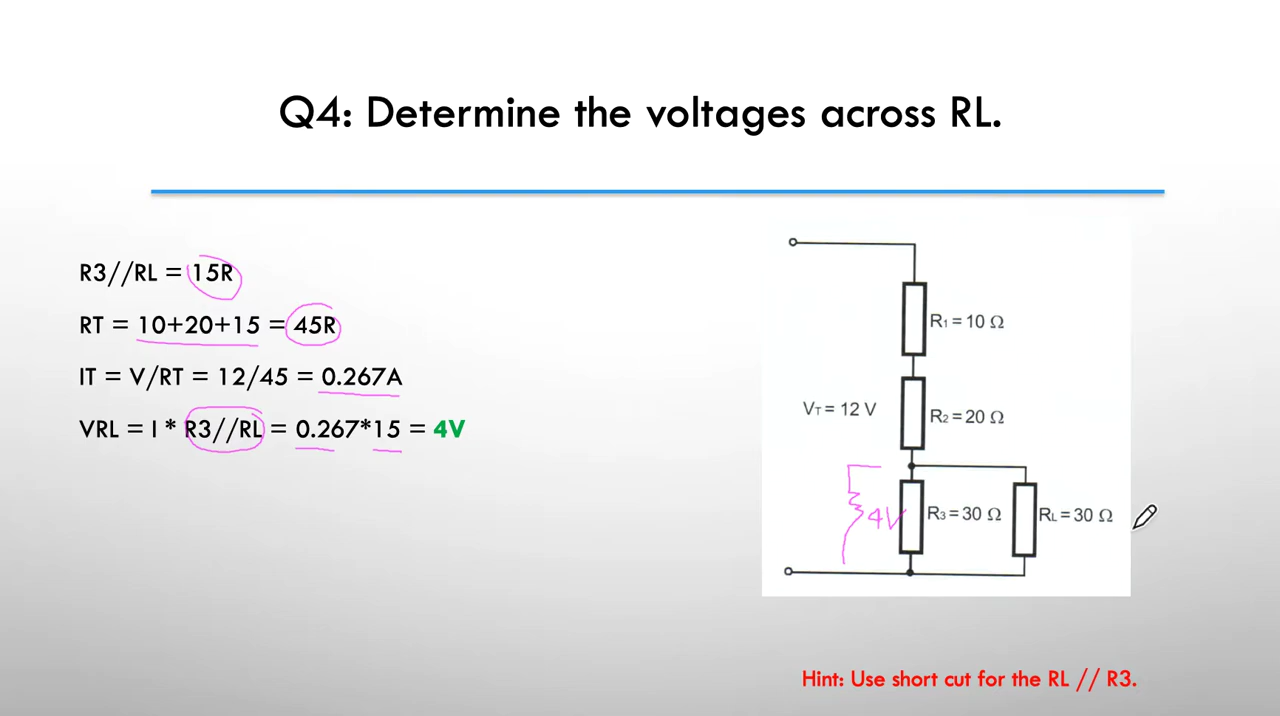 Q4: Determine the voltages across RL.
R3//RL = 15R
RT = 10+20+15 = 45R
IT = V/RT = 12/45 = 0.267A
VRL = I * R3//RL = 0.267*15 = 4V
R1 = 10 Ω
VT = 12 V
R2 = 20 Ω
4V
R3 = 30 Ω
RL = 30 Ω
Hint: Use short cut for the RL // R3.